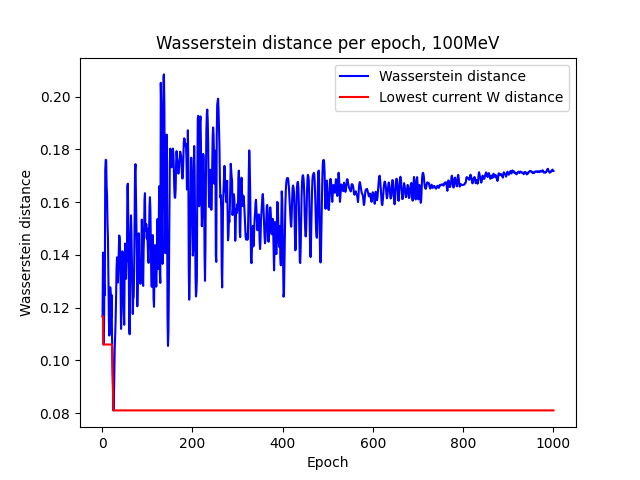 Wasserstein distance per epoch, 100MeV
Wasserstein distance
Lowest current W distance
Wasserstein distance
0.20
0.18
0.16
0.14
0.12
0.10
0.08
0
200
400
600
800
1000
Epoch